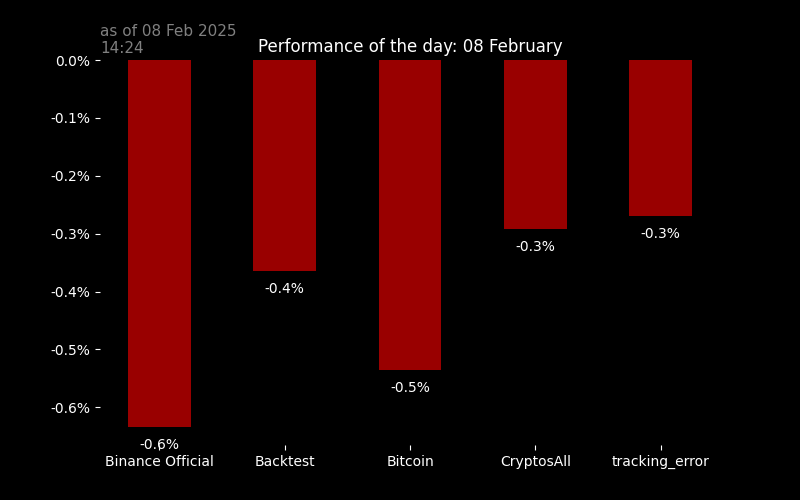 as of 08 Feb 2025
14:24
Performance of the day: 08 February
0.0%
-0.1%
-0.2%
-0.3%
-0.4%
-0.5%
-0.6%
-0.6%
-0.4%
-0.5%
-0.3%
-0.3%
Binance Official
Backtest
Bitcoin
CryptosAll
tracking_error